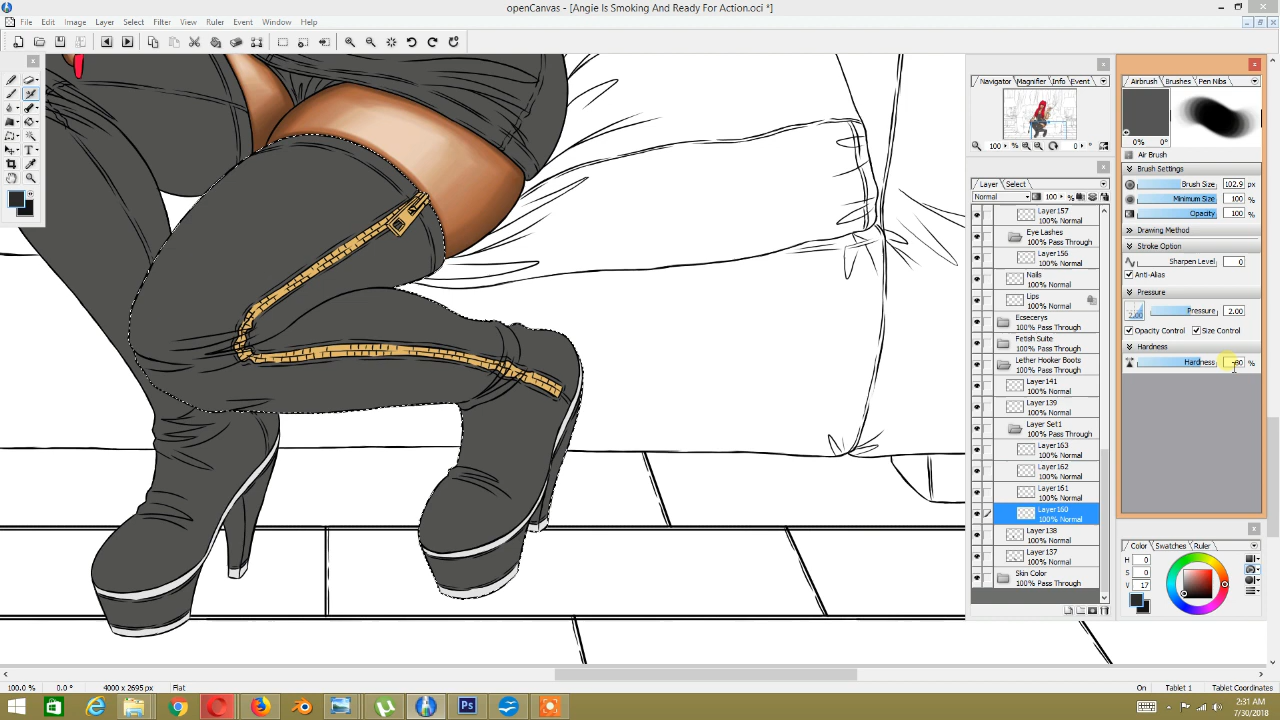 openCanvas - [Angie Is Smoking And Ready For Action.oci *]
File Edit Image Layer Select Filter View Ruler Event Window Help
Navigator Magnifier Info Event
100 % 0 °
Layer Select
Normal 100 %
Layer157
100% Normal
Eye Lashes
100% Pass Through
Layer156
100% Normal
Nails
100% Normal
Lips
100% Normal
Ecsecerys
100% Pass Through
Fetish Suite
100% Pass Through
Lether Hooker Boots
100% Pass Through
Layer141
100% Normal
Layer139
100% Normal
Layer Set1
100% Pass Through
Layer163
100% Normal
Layer162
100% Normal
Layer161
100% Normal
Layer160
100% Normal
Layer138
100% Normal
Layer137
100% Normal
Skin Color
100% Pass Through
Airbrush Brushes Pen Nibs
0% 0°
Air Brush
Brush Settings
Brush Size 102.9 px
Minimum Size 100 %
Opacity 100 %
Drawing Method
Stroke Option
Sharpen Level 0
Anti-Alias
Pressure
2.00 Pressure 2.00
Opacity Control Size Control
Hardness
Hardness 80 %
Color Swatches Ruler
H 0
S 0
V 17
100.0 % 0.0 ° 4000 x 2695 px Flat On Tablet 1 Tablet Coordinates
2:31 AM
7/30/2018